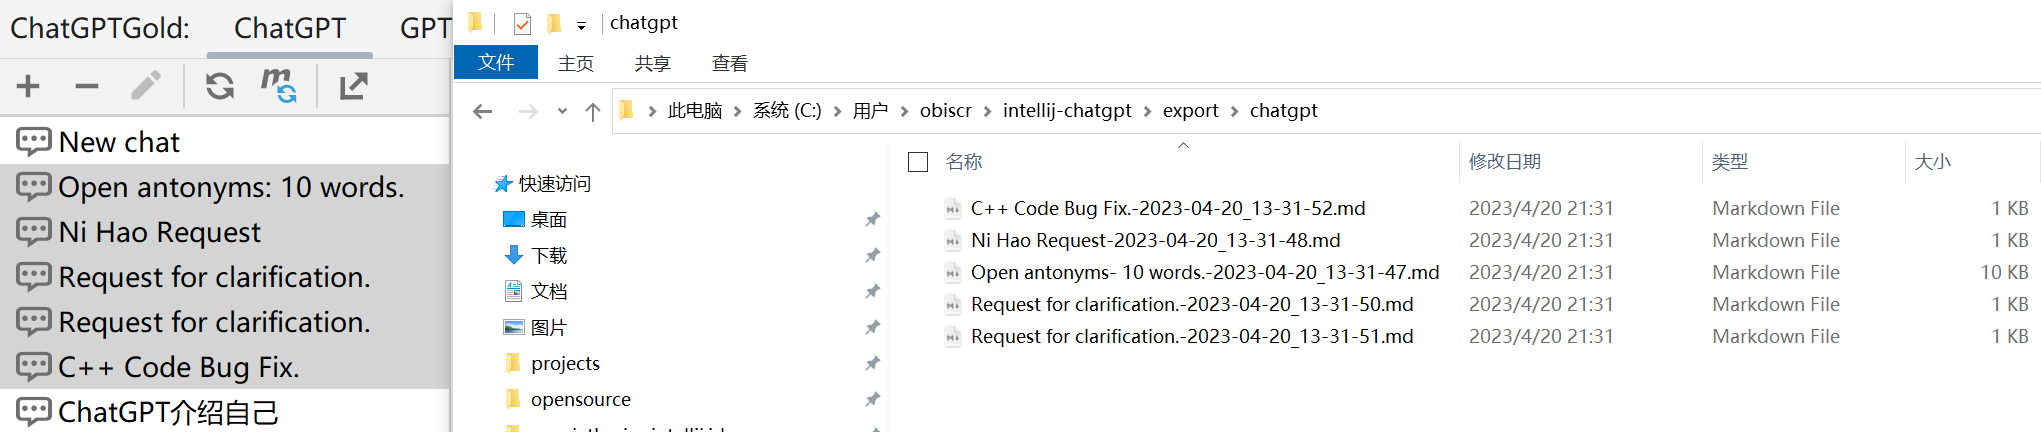 ChatGPTGold: ChatGPT GPT
New chat
Open antonyms: 10 words.
Ni Hao Request
Request for clarification.
Request for clarification.
C++ Code Bug Fix.
ChatGPT介绍自己
chatgpt
文件 主页 共享 查看
此电脑 系统 (C:) 用户 obiscr intellij-chatgpt export chatgpt
快速访问
桌面
下载
文档
图片
projects
opensource
名称 修改日期 类型 大小
C++ Code Bug Fix.-2023-04-20_13-31-52.md 2023/4/20 21:31 Markdown File 1 KB
Ni Hao Request-2023-04-20_13-31-48.md 2023/4/20 21:31 Markdown File 1 KB
Open antonyms- 10 words.-2023-04-20_13-31-47.md 2023/4/20 21:31 Markdown File 10 KB
Request for clarification.-2023-04-20_13-31-50.md 2023/4/20 21:31 Markdown File 1 KB
Request for clarification.-2023-04-20_13-31-51.md 2023/4/20 21:31 Markdown File 1 KB